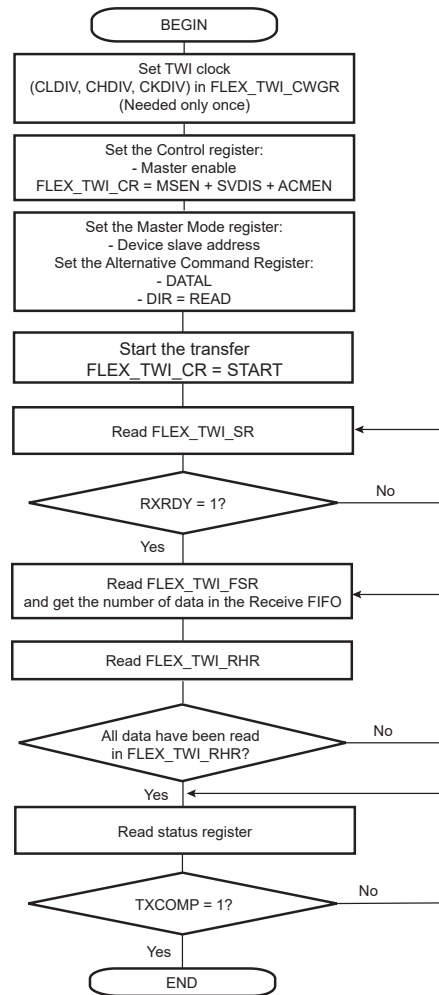 BEGIN
Set TWI clock
(CLDIV, CHDIV, CKDIV) in FLEX_TWI_CWGR
(Needed only once)
Set the Control register:
- Master enable
FLEX_TWI_CR = MSEN + SVDIS + ACMEN
Set the Master Mode register:
- Device slave address
Set the Alternative Command Register:
- DATAL
- DIR = READ
Start the transfer
FLEX_TWI_CR = START
Read FLEX_TWI_SR
RXRDY = 1?
No
Yes
Read FLEX_TWI_FSR
and get the number of data in the Receive FIFO
Read FLEX_TWI_RHR
All data have been read
in FLEX_TWI_RHR?
No
Yes
Read status register
TXCOMP = 1?
No
Yes
END